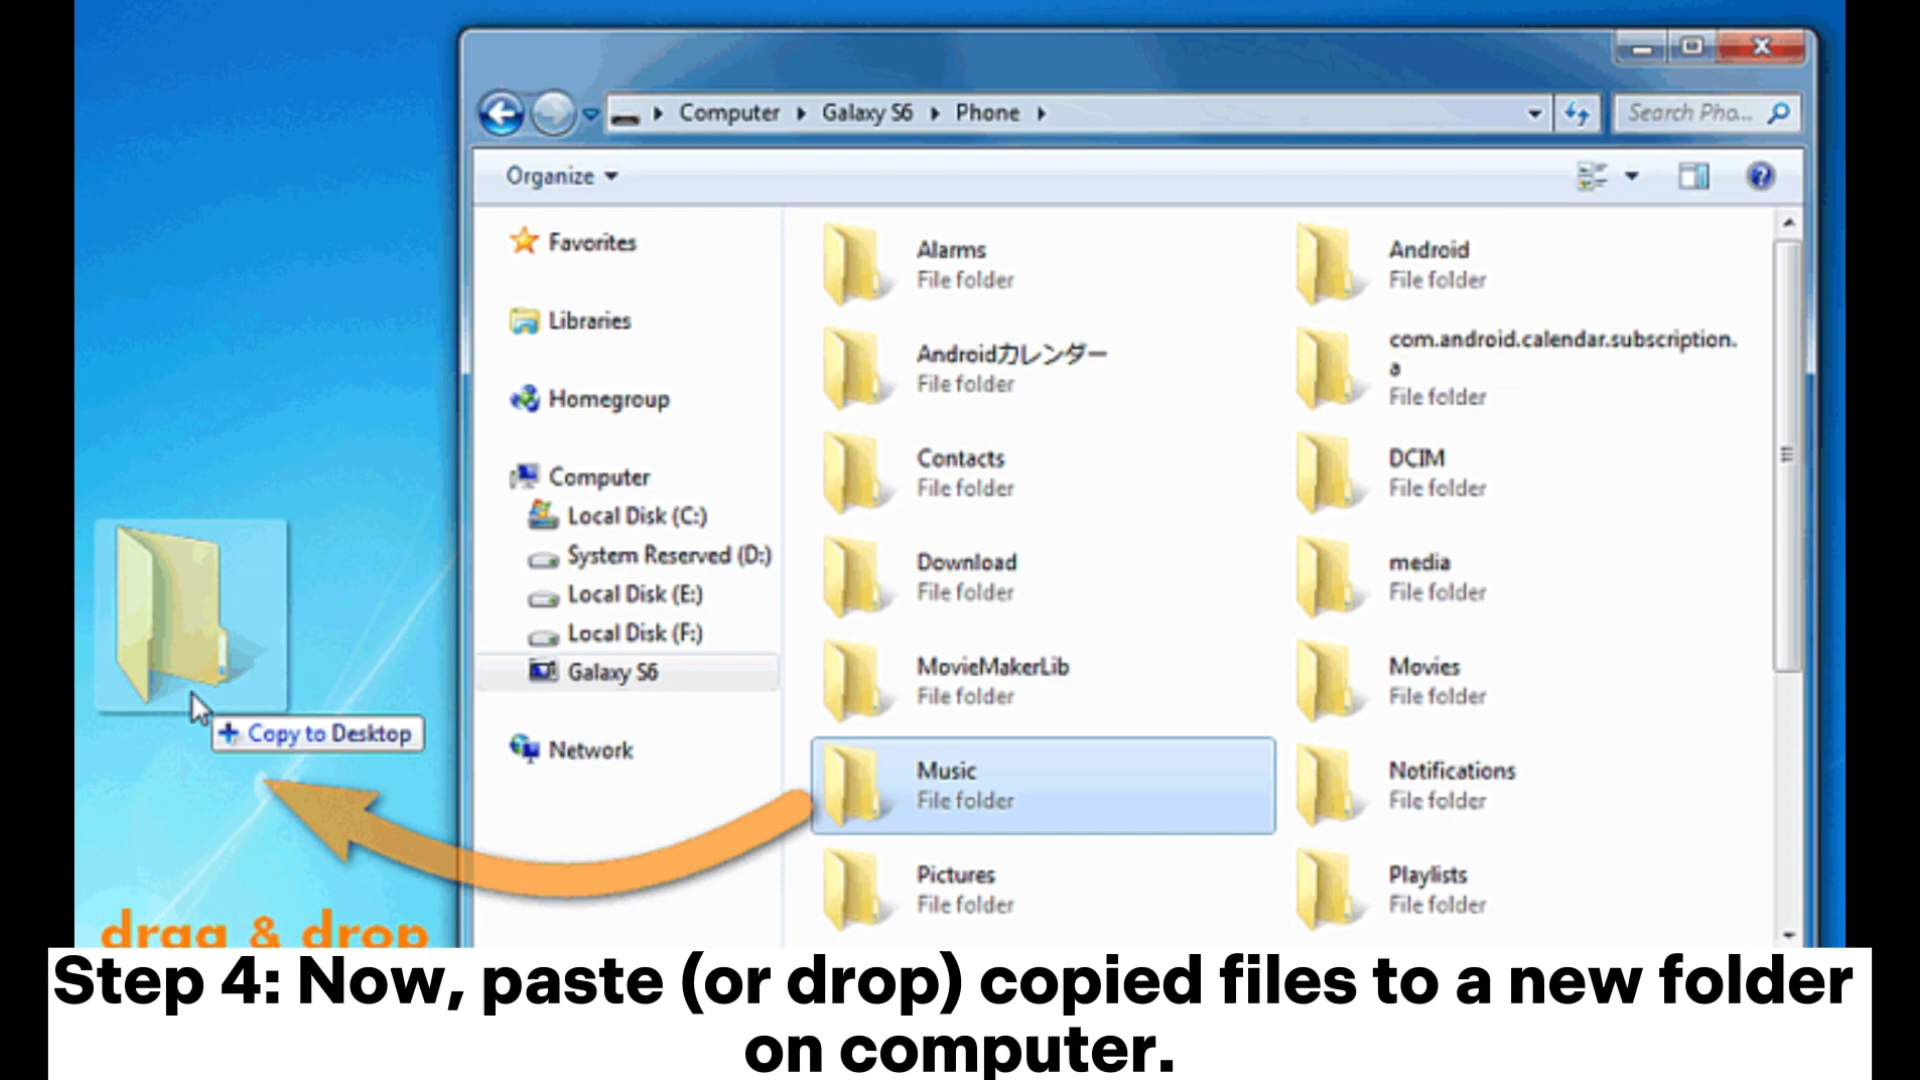 Computer Galaxy S6 Phone
Search Pho...
Organize
Favorites
Libraries
Homegroup
Computer
Local Disk (C:)
System Reserved (D:)
Local Disk (E:)
Local Disk (F:)
Galaxy S6
Network
Alarms
File folder
Android
File folder
Androidカレンダー
File folder
com.android.calendar.subscription.
a
File folder
Contacts
File folder
DCIM
File folder
Download
File folder
media
File folder
MovieMakerLib
File folder
Movies
File folder
Music
File folder
Notifications
File folder
Pictures
File folder
Playlists
File folder
Copy to Desktop
drag & drop
Step 4: Now, paste (or drop) copied files to a new folder
on computer.